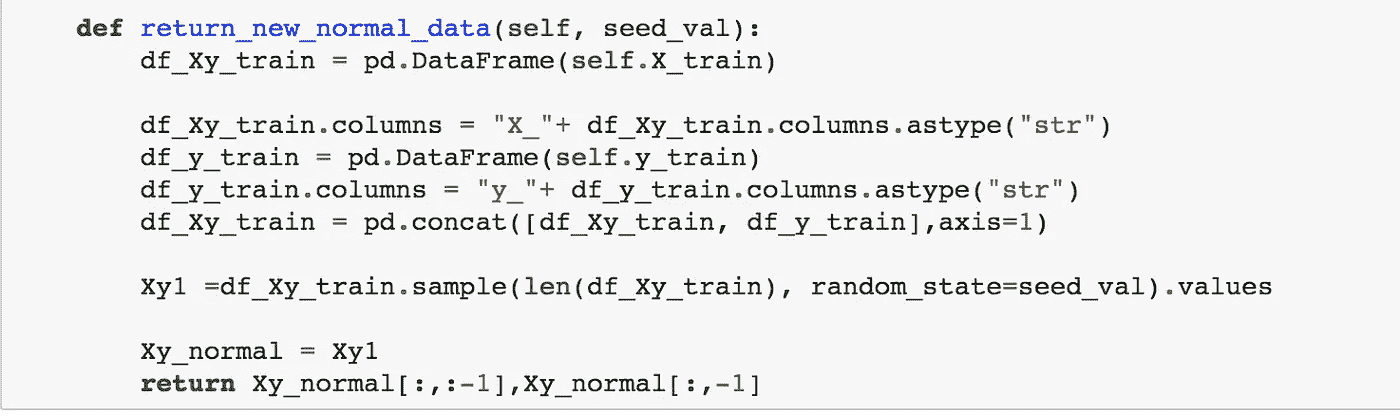 def return_new_normal_data(self, seed_val):
    df_Xy_train = pd.DataFrame(self.X_train)
    df_Xy_train.columns = "X_"+ df_Xy_train.columns.astype("str")
    df_y_train = pd.DataFrame(self.y_train)
    df_y_train.columns = "y_"+ df_y_train.columns.astype("str")
    df_Xy_train = pd.concat([df_Xy_train, df_y_train],axis=1)
    Xy1 =df_Xy_train.sample(len(df_Xy_train), random_state=seed_val).values
    Xy_normal = Xy1
    return Xy_normal[:,:-1],Xy_normal[:,-1]